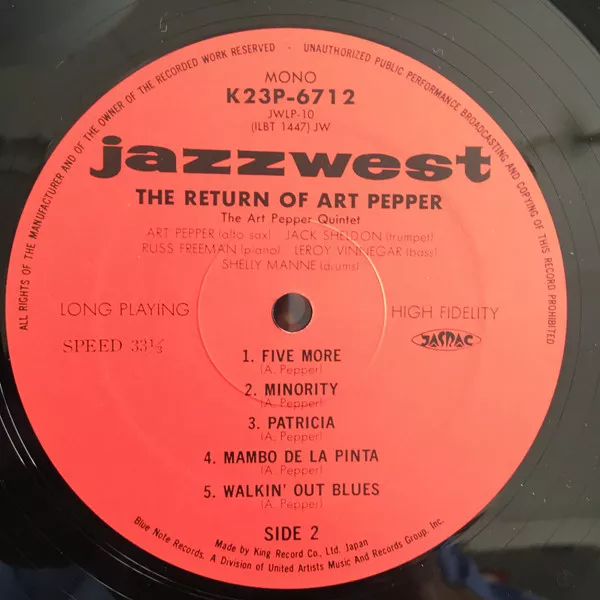 ALL RIGHTS OF THE MANUFACTURER AND OF THE OWNER OF THE RECORDED WORK RESERVED · UNAUTHORIZED PUBLIC PERFORMANCE BROADCASTING AND COPYING OF THIS RECORD PROHIBITED
MONO
K23P-6712
JWLP-10
(ILBT 1447) JW
jazzwest
THE RETURN OF ART PEPPER
The Art Pepper Quintet
ART PEPPER (alto sax) JACK SHELDON (trumpet)
RUSS FREEMAN (piano) LEROY VINNEGAR (bass)
SHELLY MANNE (drums)
LONG PLAYING
HIGH FIDELITY
SPEED 33⅓
JASRAC
1. FIVE MORE
(A. Pepper)
2. MINORITY
(A. Pepper)
3. PATRICIA
(A. Pepper)
4. MAMBO DE LA PINTA
(A. Pepper)
5. WALKIN' OUT BLUES
(A. Pepper)
SIDE 2
Made by King Record Co., Ltd. Japan
Blue Note Records. A Division of United Artists Music And Records Group, Inc.